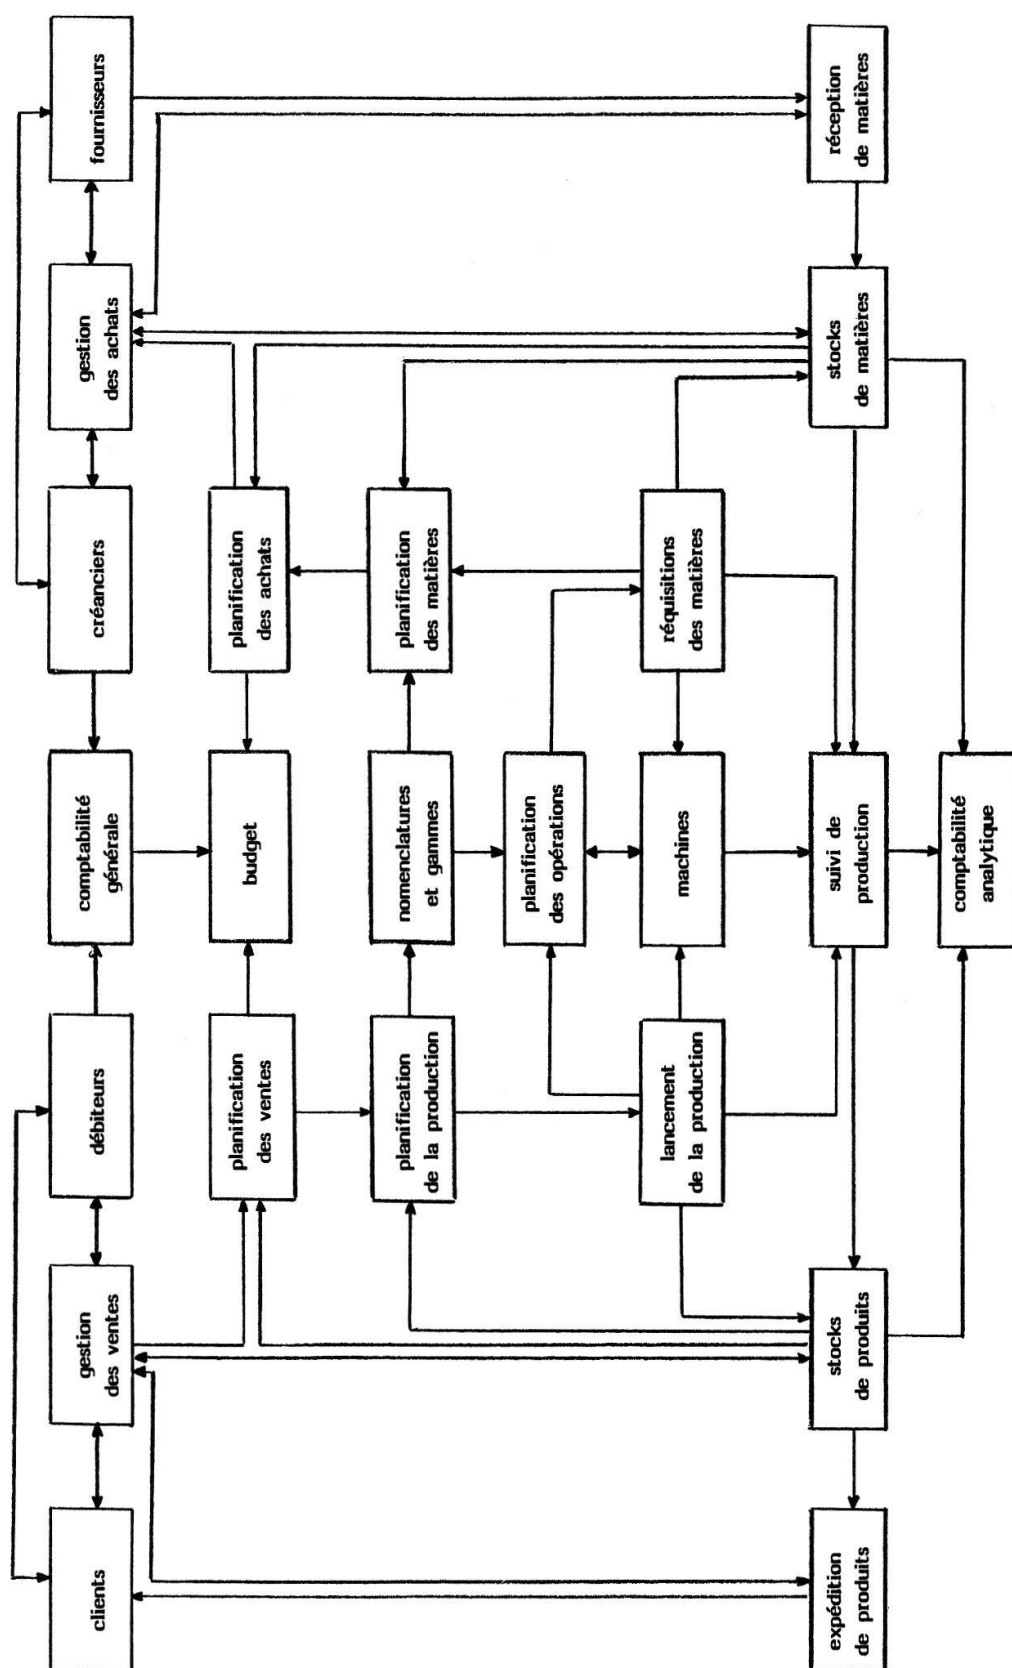 clients
gestion
des ventes
débiteurs
comptabilité
générale
créanciers
gestion
des achats
fournisseurs
planification
des ventes
budget
planification
des achats
planification
de la production
nomenclatures
et gammes
planification
des matières
planification
des opérations
lancement
de la production
machines
réquisitions
des matières
expédition
de produits
stocks
de produits
suivi de
production
stocks
de matières
réception
de matières
comptabilité
analytique